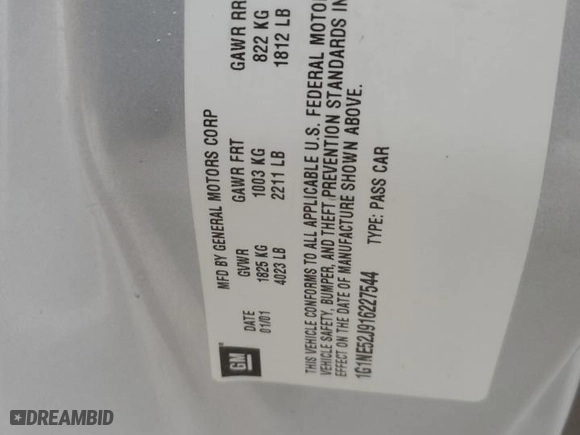 GM
MFD BY GENERAL MOTORS CORP
DATE GVWR GAWR FRT GAWR RR
01/01 1825 KG 1003 KG 822 KG
4023 LB 2211 LB 1812 LB
THIS VEHICLE CONFORMS TO ALL APPLICABLE U.S. FEDERAL MOTOR
VEHICLE SAFETY, BUMPER, AND THEFT PREVENTION STANDARDS IN
EFFECT ON THE DATE OF MANUFACTURE SHOWN ABOVE.
1G1NE52J916227544 TYPE: PASS CAR
DREAMBID